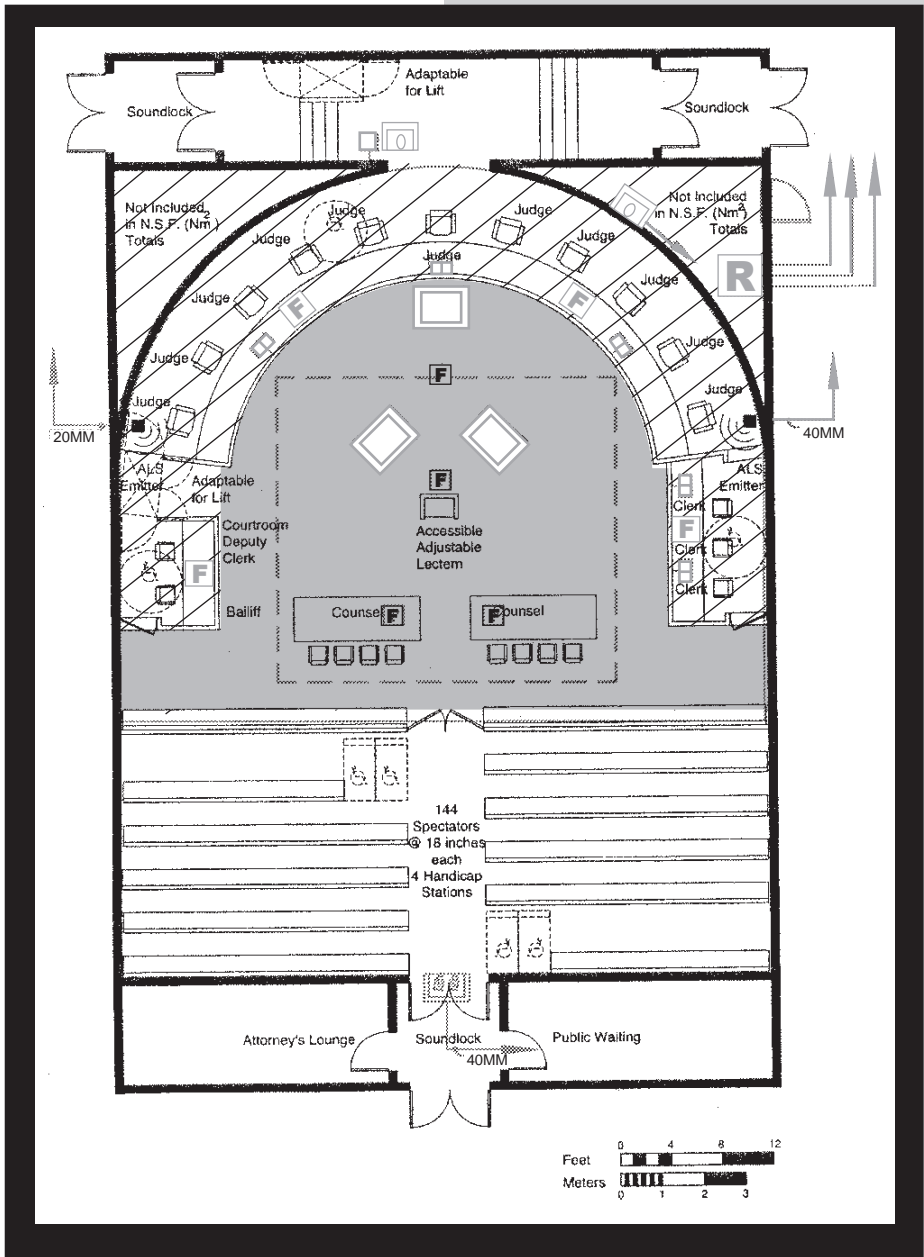 Adaptable
for Lift
Soundlock
Soundlock
Not Included
in N.S.F. (Nm2)
Totals
Not Included
in N.S.F. (Nm2)
Totals
Judge
Judge
Judge
Judge
Judge
Judge
Judge
Judge
Judge
Judge
Judge
F
F
R
F
20MM
40MM
ALS
Emitter
Adaptable
for Lift
ALS
Emitter
F
Accessible
Adjustable
Lectern
Courtroom
Deputy
Clerk
F
Bailiff
Clerk
F
Clerk
Clerk
Counsel
F
F
Counsel
144
Spectators
@ 18 inches
each
4 Handicap
Stations
Attorney's Lounge
Soundlock
Public Waiting
40MM
0 4 8 12
Feet
Meters
0 1 2 3